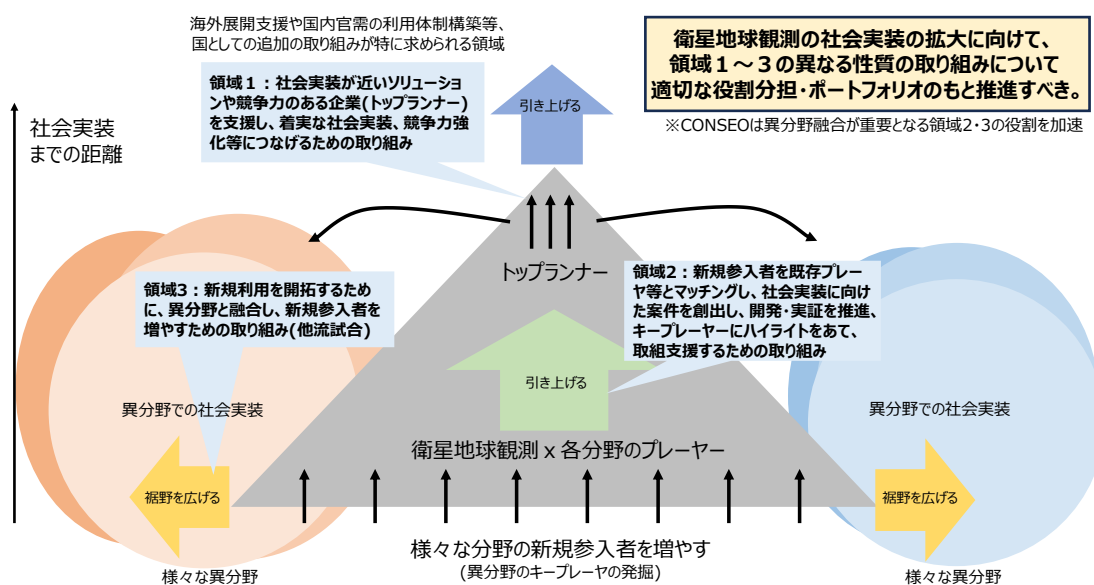 海外展開支援や国内官需の利用体制構築等、
国としての追加の取り組みが特に求められる領域
衛星地球観測の社会実装の拡大に向けて、
領域１～３の異なる性質の取り組みについて
適切な役割分担・ポートフォリオのもと推進すべき。
※CONSEOは異分野融合が重要となる領域2・3の役割を加速
領域１：社会実装が近いソリューション
や競争力のある企業(トップランナー)
を支援し、着実な社会実装、競争力強
化等につなげるための取り組み
引き上げる
社会実装
までの距離
トップランナー
領域3：新規利用を開拓するため
に、異分野と融合し、新規参入者を
増やすための取り組み(他流試合)
領域2：新規参入者を既存プレー
ヤ等とマッチングし、社会実装に向け
た案件を創出し、開発・実証を推進、
キープレーヤーにハイライトをあて、
取組支援するための取り組み
引き上げる
異分野での社会実装
異分野での社会実装
衛星地球観測 x 各分野のプレーヤー
裾野を広げる
裾野を広げる
様々な分野の新規参入者を増やす
(異分野のキープレーヤの発掘)
様々な異分野
様々な異分野